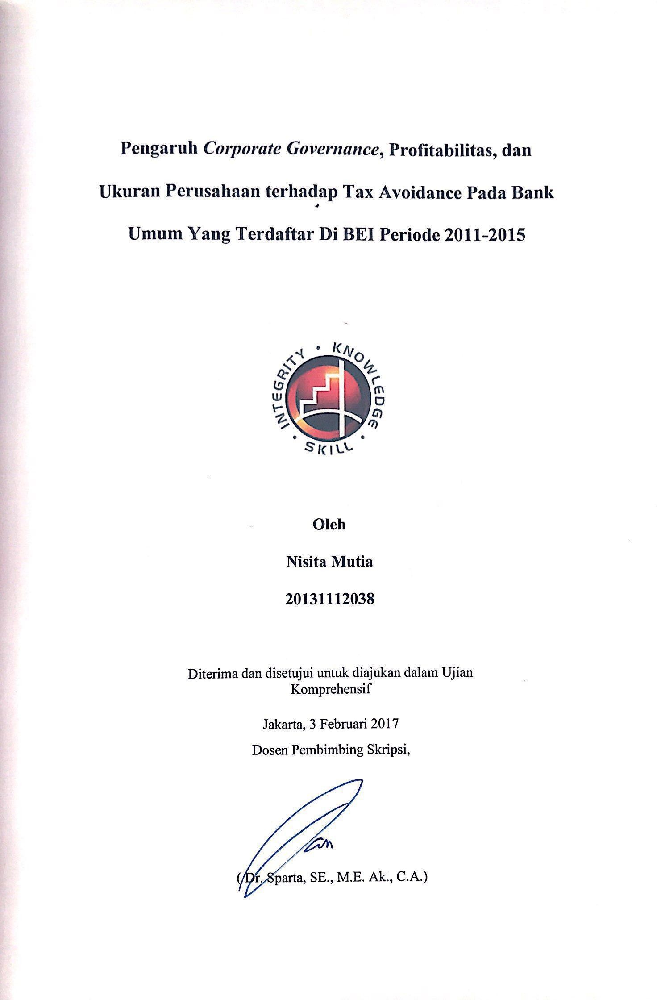 Pengaruh Corporate Governance, Profitabilitas, dan
Ukuran Perusahaan terhadap Tax Avoidance Pada Bank
Umum Yang Terdaftar Di BEI Periode 2011-2015
INTEGRITY • KNOWLEDGE • SKILL •
Oleh
Nisita Mutia
20131112038
Diterima dan disetujui untuk diajukan dalam Ujian
Komprehensif
Jakarta, 3 Februari 2017
Dosen Pembimbing Skripsi,
(Dr. Sparta, SE., M.E. Ak., C.A.)